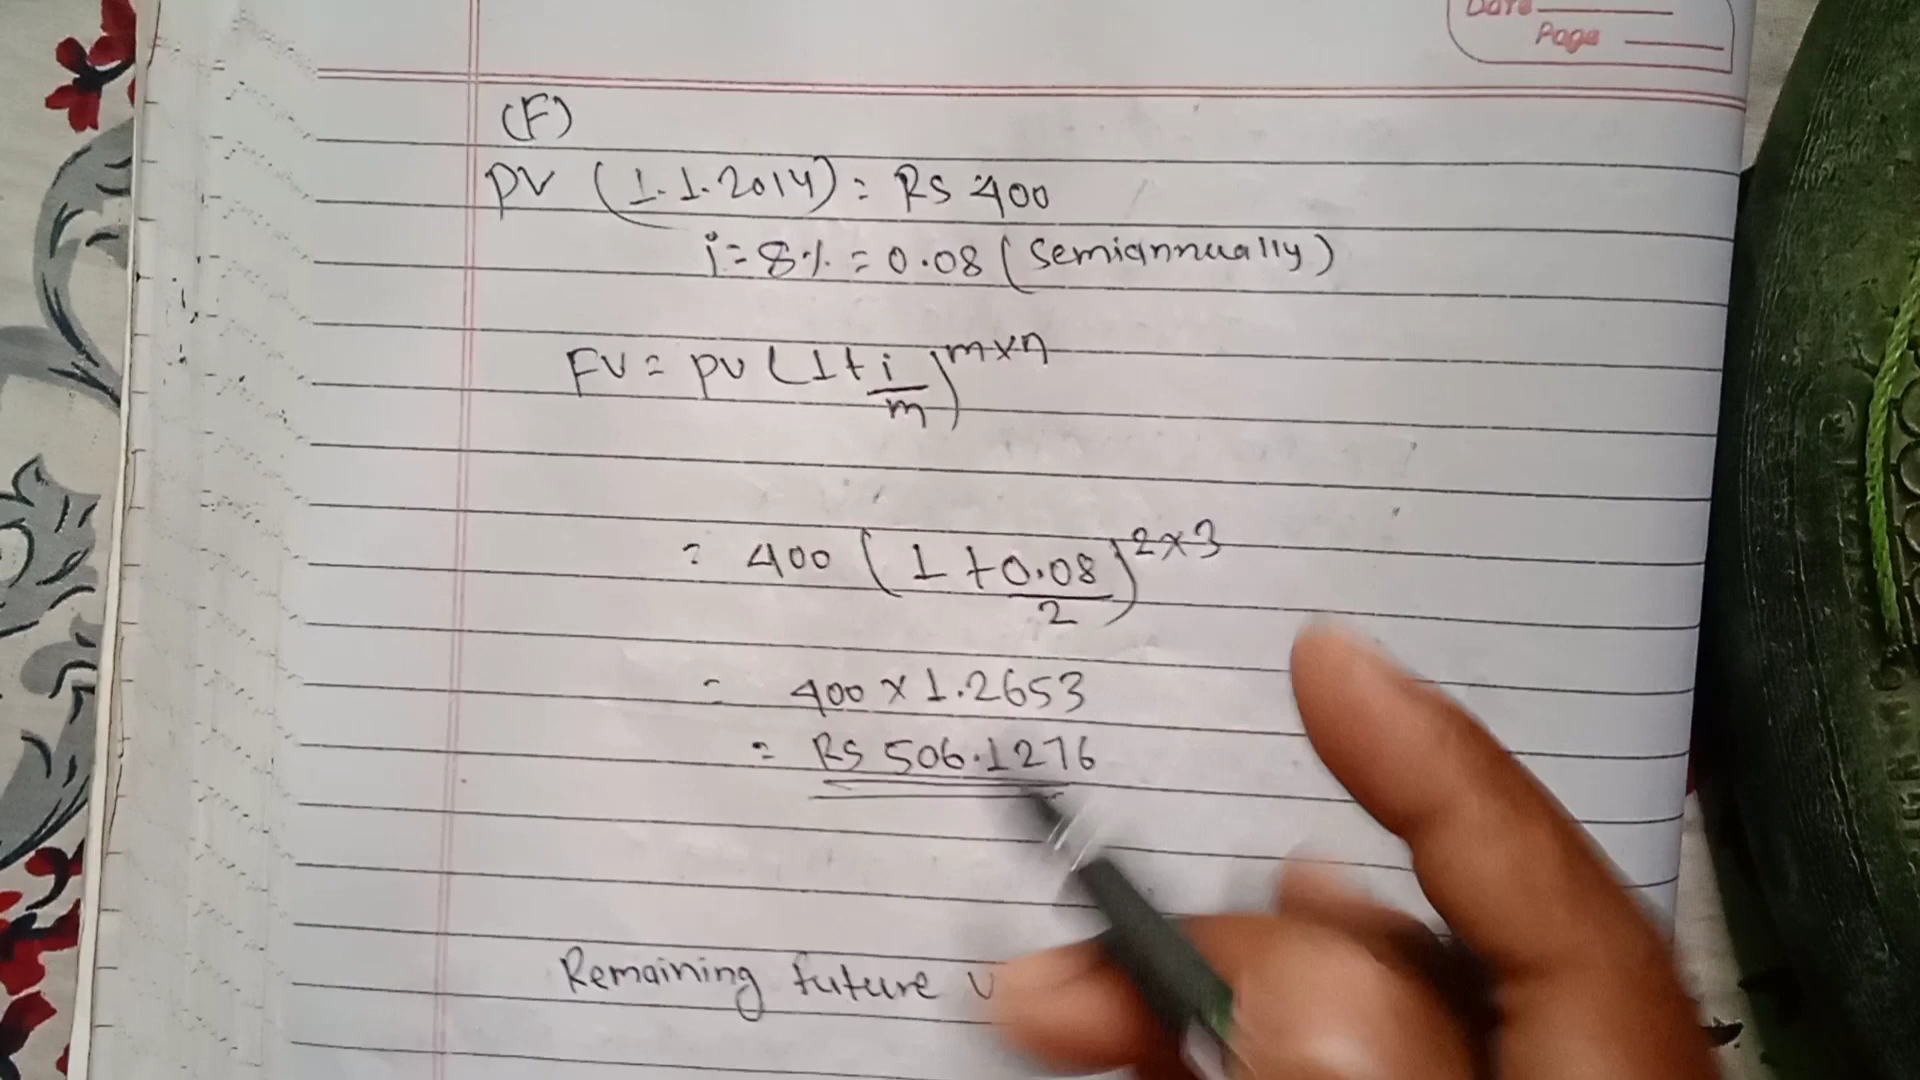 Date
Page
(F)
PV (1.1.2014) = RS 400
i = 8% = 0.08 (semiannually)
FV = PV (1 + i/m)^m×n
= 400 (1 + 0.08/2)^2×3
= 400 × 1.2653
= RS 506.1276
Remaining future